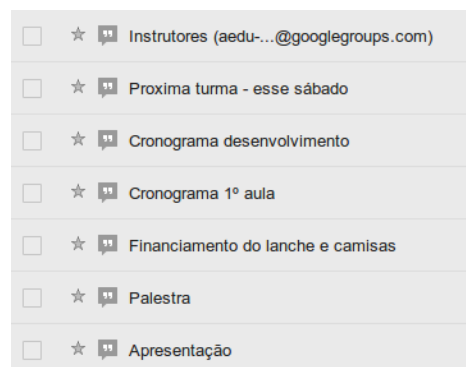 Instrutores (aedu-...@googlegroups.com)
Proxima turma - esse sábado
Cronograma desenvolvimento
Cronograma 1º aula
Financiamento do lanche e camisas
Palestra
Apresentação